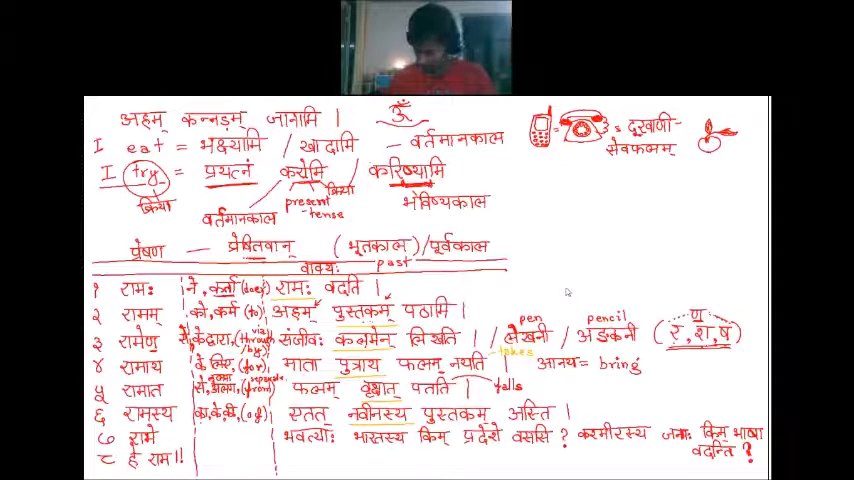 अहम् कन्नड़म् जानामि | ॐ
I eat = भक्ष्यामि / खादामि – वर्तमानकाल
= दूरवाणी-
सेवफलम्
I try = प्रयत्नं करोमि करिष्यामि
क्रिया क्रिया
वर्तमानकाल present -tense भविष्यकाल
प्रेषण – प्रेषितवान् (भूतकाल)/पूर्वकाल
वाक्यः past
१ रामः ने, कर्ता (does) रामः वदति |
२ रामम् को, कर्म (to) अहम् पुस्तकम् पठामि |
pen pencil ण
३ रामेण से, के द्वारा, (through via /by) संजीवः कलमेन् लिखति | / लेखनी / अङ्कनी (र, श, ष)
takes
४ रामाय के लिए, (for) माता पुत्राय फलम् नयति आनय = bring
५ रामात से, अलग, (from) separate फलम् वृक्षात् पतति | falls
६ रामस्य का, के, की, (of) एतत् नवीनस्य पुस्तकम् अस्ति |
७ रामे भवत्योः भारतस्य किम् प्रदेशे वससि ? कश्मीरस्य जनाः किम् भाषा
८ हे राम!! वदन्ति ?